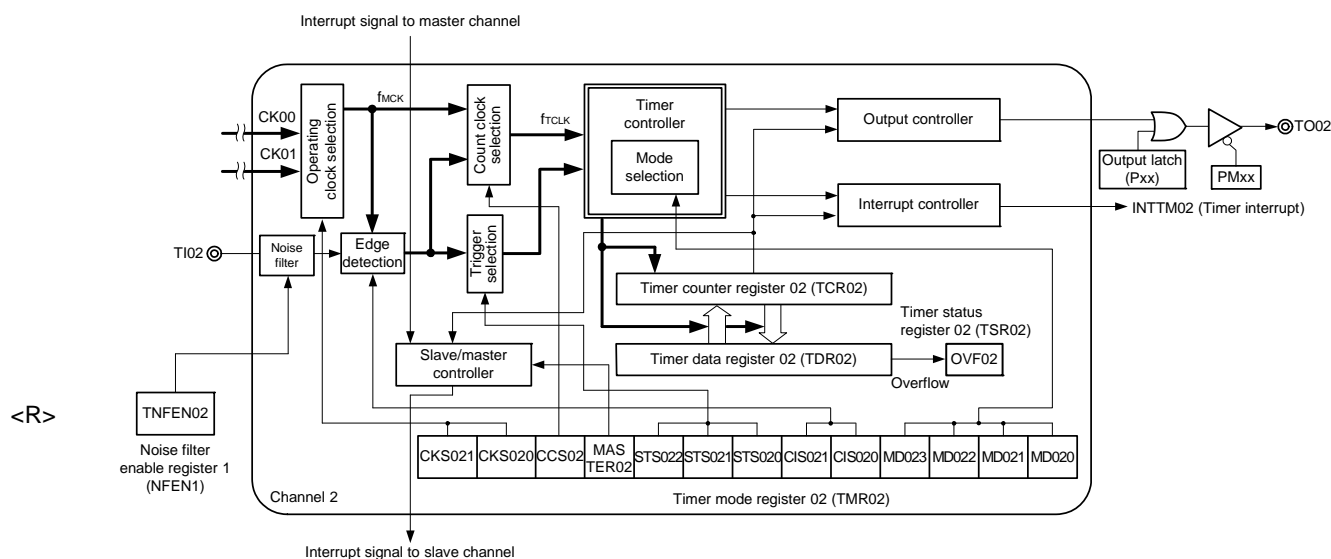 Interrupt signal to master channel
CK00
CK01
Operating
clock selection
fMCK
Count clock
selection
fTCLK
Timer
controller
Mode
selection
Output controller
TO02
Output latch
(Pxx)
PMxx
Interrupt controller
INTTM02 (Timer interrupt)
TI02
Noise
filter
Edge
detection
Trigger
selection
Timer counter register 02 (TCR02)
Timer status
register 02 (TSR02)
Slave/master
controller
Timer data register 02 (TDR02)
OVF02
Overflow
<R>
TNFEN02
Noise filter
enable register 1
(NFEN1)
CKS021 CKS020 CCS02 MAS
TER02 STS022 STS021 STS020 CIS021 CIS020 MD023 MD022 MD021 MD020
Channel 2
Timer mode register 02 (TMR02)
Interrupt signal to slave channel